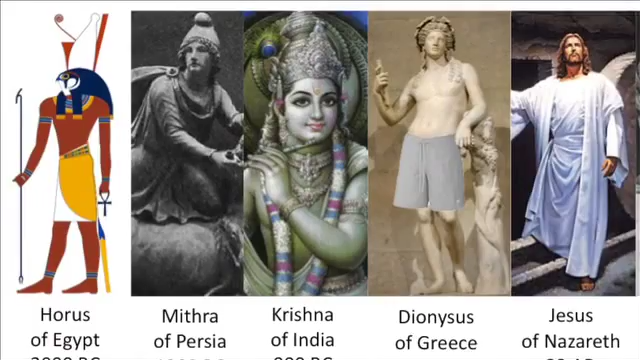 Horus
of Egypt
Mithra
of Persia
Krishna
of India
Dionysus
of Greece
Jesus
of Nazareth